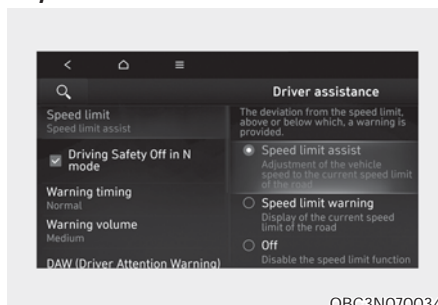 Driver assistance
Speed limit
Speed limit assist
Driving Safety Off in N
mode
Warning timing
Normal
Warning volume
Medium
DAW (Driver Attention Warning)
The deviation from the speed limit,
above or below which, a warning is
provided.
Speed limit assist
Adjustment of the vehicle
speed to the current speed limit
of the road
Speed limit warning
Display of the current speed
limit of the road
Off
Disable the speed limit function
OBC3N070034